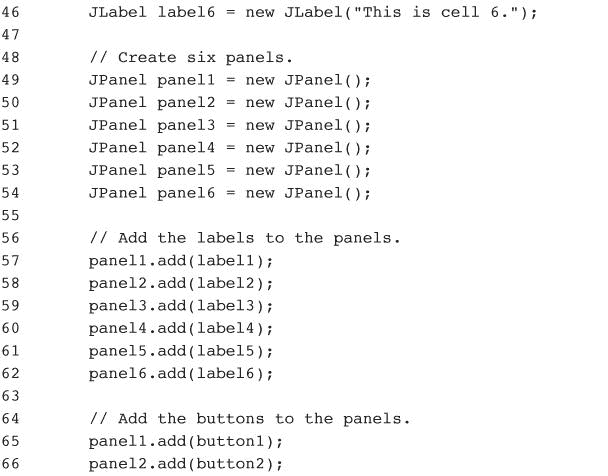 46 JLabel label6 = new JLabel("This is cell 6.");
47
48 // Create six panels.
49 JPanel panel1 = new JPanel();
50 JPanel panel2 = new JPanel();
51 JPanel panel3 = new JPanel();
52 JPanel panel4 = new JPanel();
53 JPanel panel5 = new JPanel();
54 JPanel panel6 = new JPanel();
55
56 // Add the labels to the panels.
57 panel1.add(label1);
58 panel2.add(label2);
59 panel3.add(label3);
60 panel4.add(label4);
61 panel5.add(label5);
62 panel6.add(label6);
63
64 // Add the buttons to the panels.
65 panel1.add(button1);
66 panel2.add(button2);